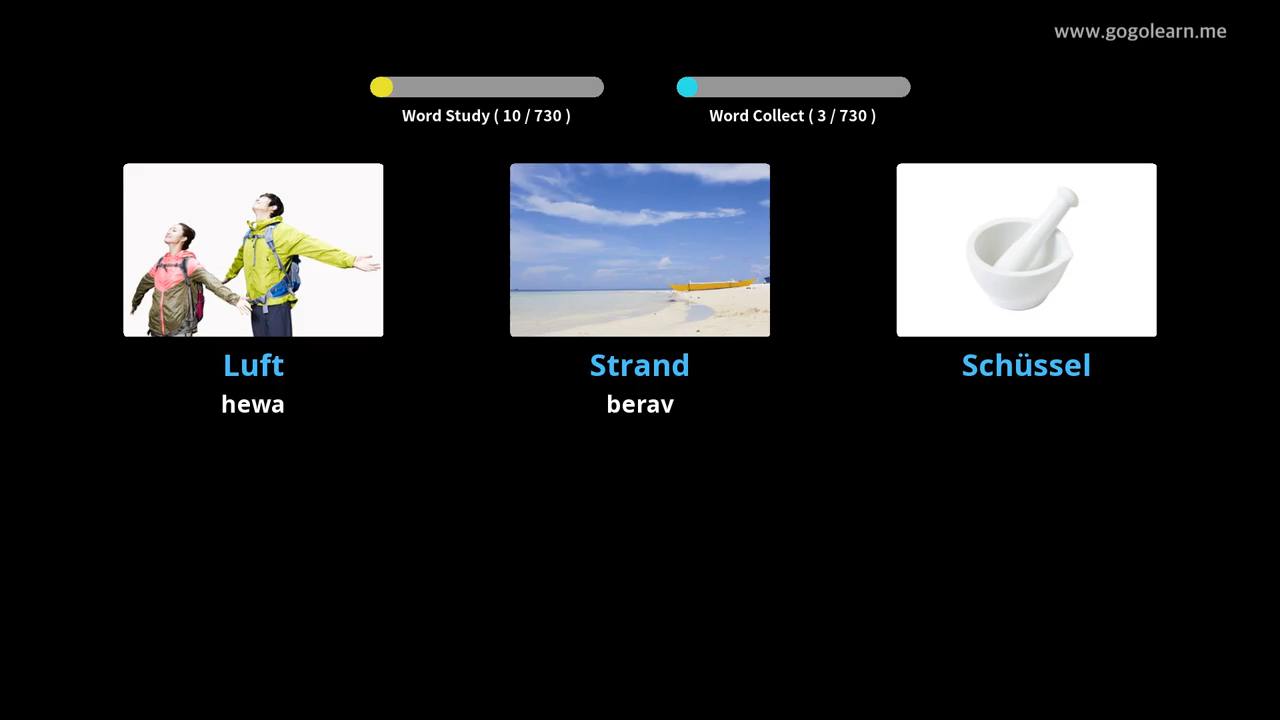 www.gogolearn.me
Word Study ( 10 / 730 )
Word Collect ( 3 / 730 )
Luft
Strand
Schüssel
hewa
berav